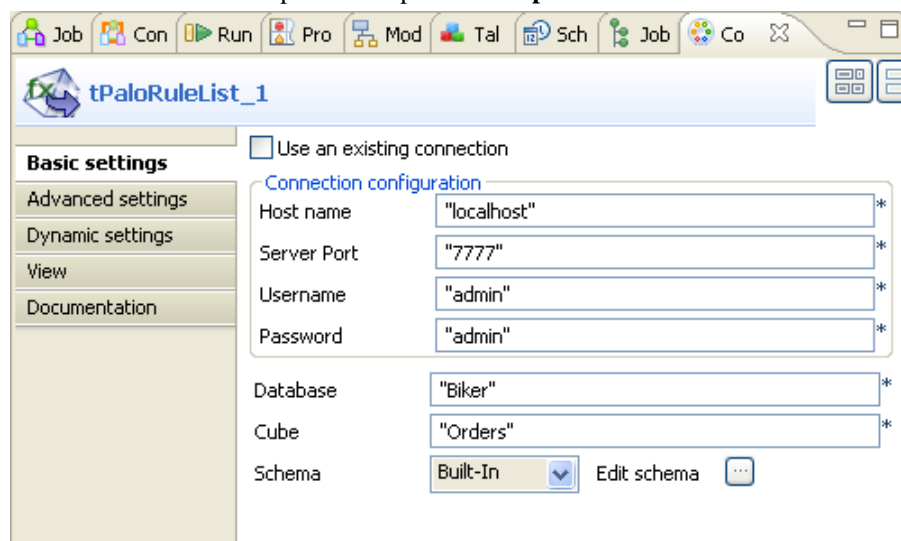 Job Con Run Pro Mod Tal Sch Job Co
tPaloRuleList_1
Basic settings
Advanced settings
Dynamic settings
View
Documentation
Use an existing connection
Connection configuration
Host name "localhost" *
Server Port "7777" *
Username "admin" *
Password "admin" *
Database "Biker" *
Cube "Orders" *
Schema Built-In Edit schema ...